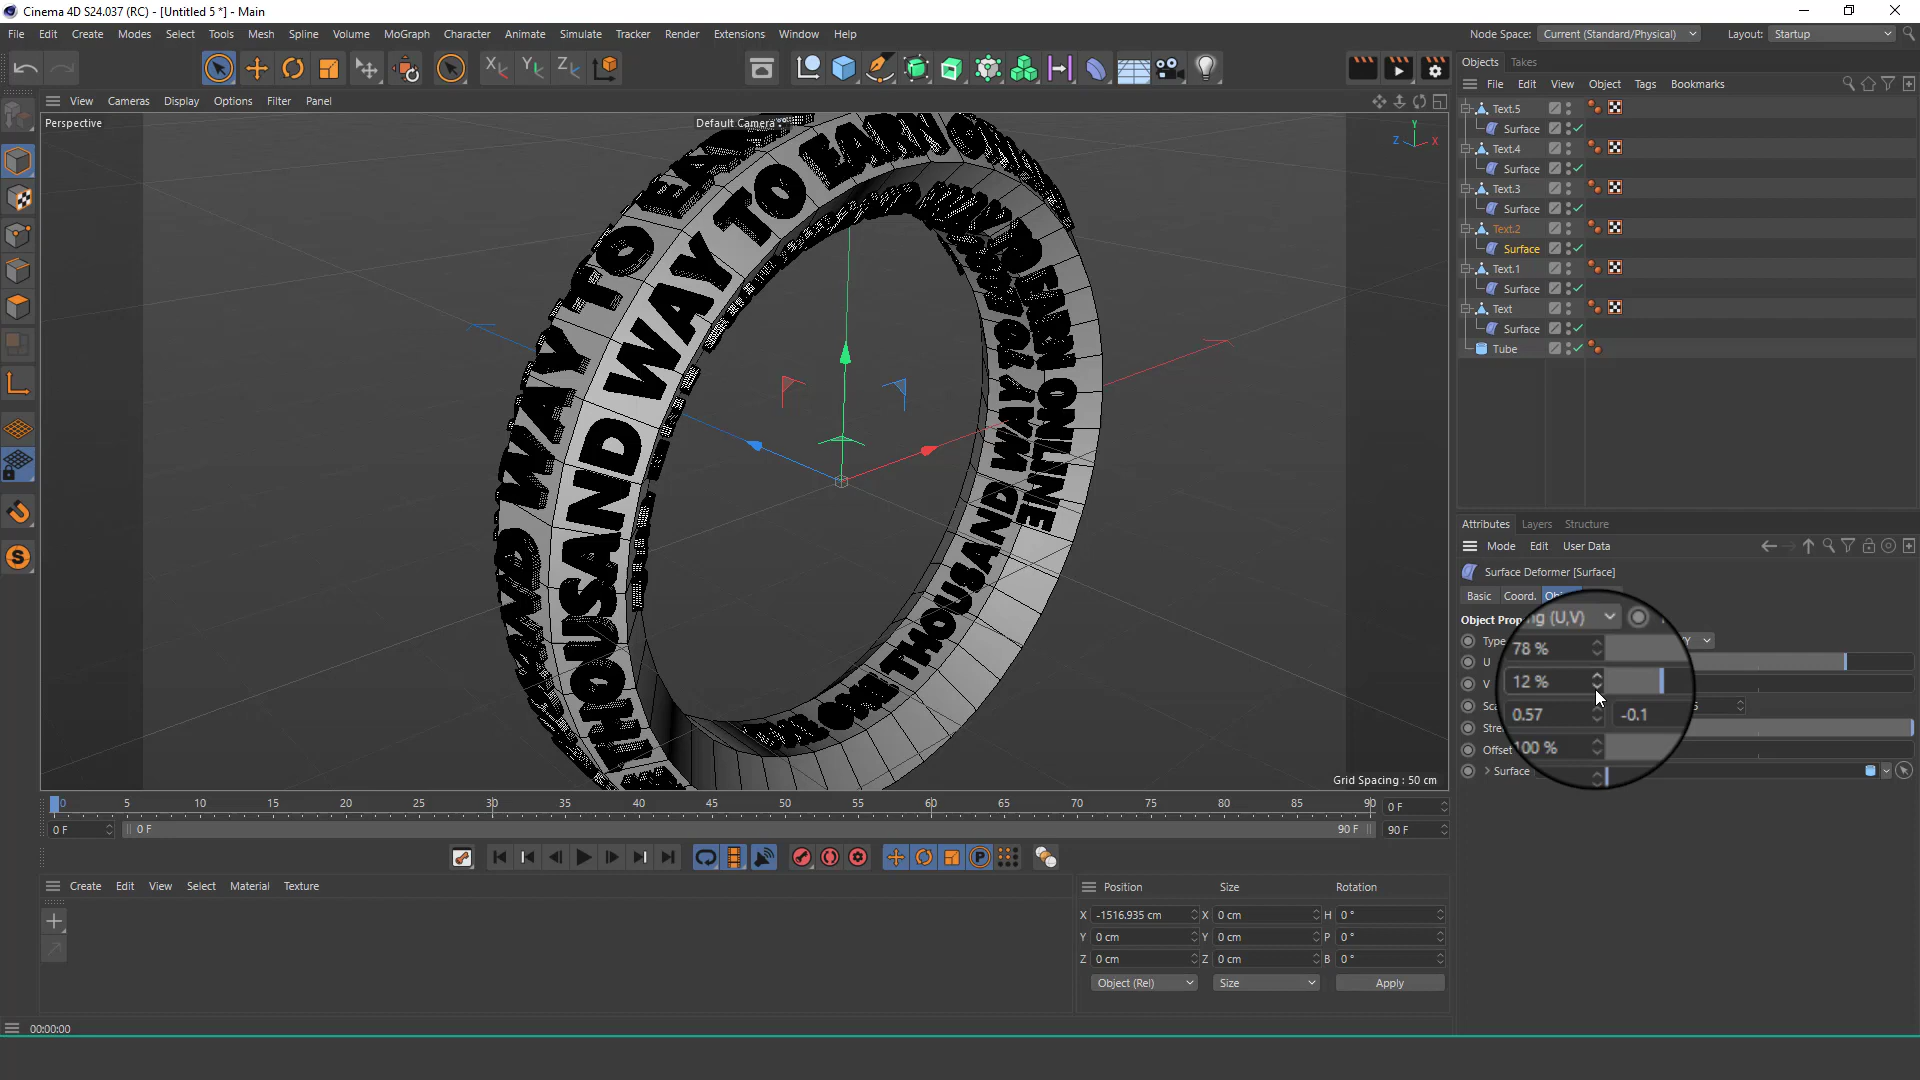 Cinema 4D S24.037 (RC) - [Untitled 5 *] - Main
File Edit Create Modes Select Tools Mesh Spline Volume MoGraph Character Animate Simulate Tracker Render Extensions Window Help
Node Space: Current (Standard/Physical) Layout: Startup
X Y Z
Objects Takes
View Cameras Display Options Filter Panel
File Edit View Object Tags Bookmarks
Perspective
Default Camera
Y
Z X
Text.5
Surface
Text.4
Surface
Text.3
Surface
Text.2
Surface
Text.1
Surface
Text
Surface
Tube
WAY TO
THOUSAND WAY TO EARN
ONE THOUSAND WAY TO
ONLINE
Attributes Layers Structure
Mode Edit User Data
Surface Deformer [Surface]
Basic Coord.
Object Prop
ng (U,V)
Type
U 78 %
V 12 %
0.57 -0.1
100 %
Offset
> Surface
Grid Spacing : 50 cm
0 5 10 15 20 25 30 35 40 45 50 55 60 65 70 75 80 85 90 0 F
0 F 0 F 90 F 90 F
Create Edit View Select Material Texture
Position Size Rotation
X -1516.935 cm X 0 cm H 0 °
Y 0 cm Y 0 cm P 0 °
Z 0 cm Z 0 cm B 0 °
Object (Rel) Size Apply
00:00:00